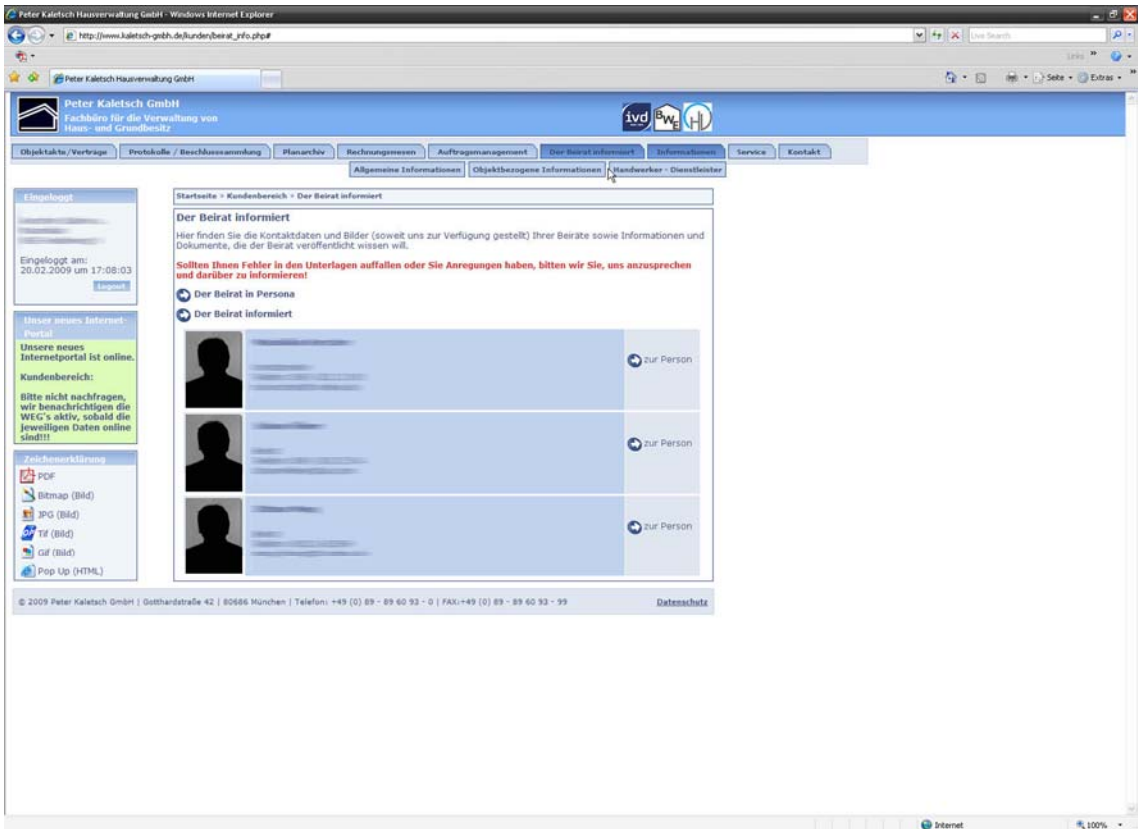 Peter Kaletsch Hausverwaltung GmbH - Windows Internet Explorer
http://www.kaletsch-gmbh.de/kunden/beirat_info.php#
Live Search
Links
Peter Kaletsch Hausverwaltung GmbH
Seite
Extras
Peter Kaletsch GmbH
Fachbüro für die Verwaltung von
Haus- und Grundbesitz
ivd BWE HV
Objektakte/Verträge Protokolle / Beschlusssammlung Planarchiv Rechnungswesen Auftragsmanagement Der Beirat informiert Informationen Service Kontakt
Allgemeine Informationen Objektbezogene Informationen Handwerker - Dienstleister
Eingeloggt
Eingeloggt am:
20.02.2009 um 17:08:03
Logout
Unser neues Internet-
Portal
Unsere neues
Internetportal ist online.
Kundenbereich:
Bitte nicht nachfragen,
wir benachrichtigen die
WEG's aktiv, sobald die
jeweiligen Daten online
sind!!!
Zeichenerklärung
PDF
Bitmap (Bild)
JPG (Bild)
Tif (Bild)
Gif (Bild)
Pop Up (HTML)
Startseite > Kundenbereich > Der Beirat informiert
Der Beirat informiert
Hier finden Sie die Kontaktdaten und Bilder (soweit uns zur Verfügung gestellt) Ihrer Beiräte sowie Informationen und
Dokumente, die der Beirat veröffentlicht wissen will.
Sollten Ihnen Fehler in den Unterlagen auffallen oder Sie Anregungen haben, bitten wir Sie, uns anzusprechen
und darüber zu informieren!
Der Beirat in Persona
Der Beirat informiert
zur Person
zur Person
zur Person
© 2009 Peter Kaletsch GmbH | Gotthardstraße 42 | 80686 München | Telefon: +49 (0) 89 - 89 60 93 - 0 | FAX:+49 (0) 89 - 89 60 93 - 99 Datenschutz
Internet
100%